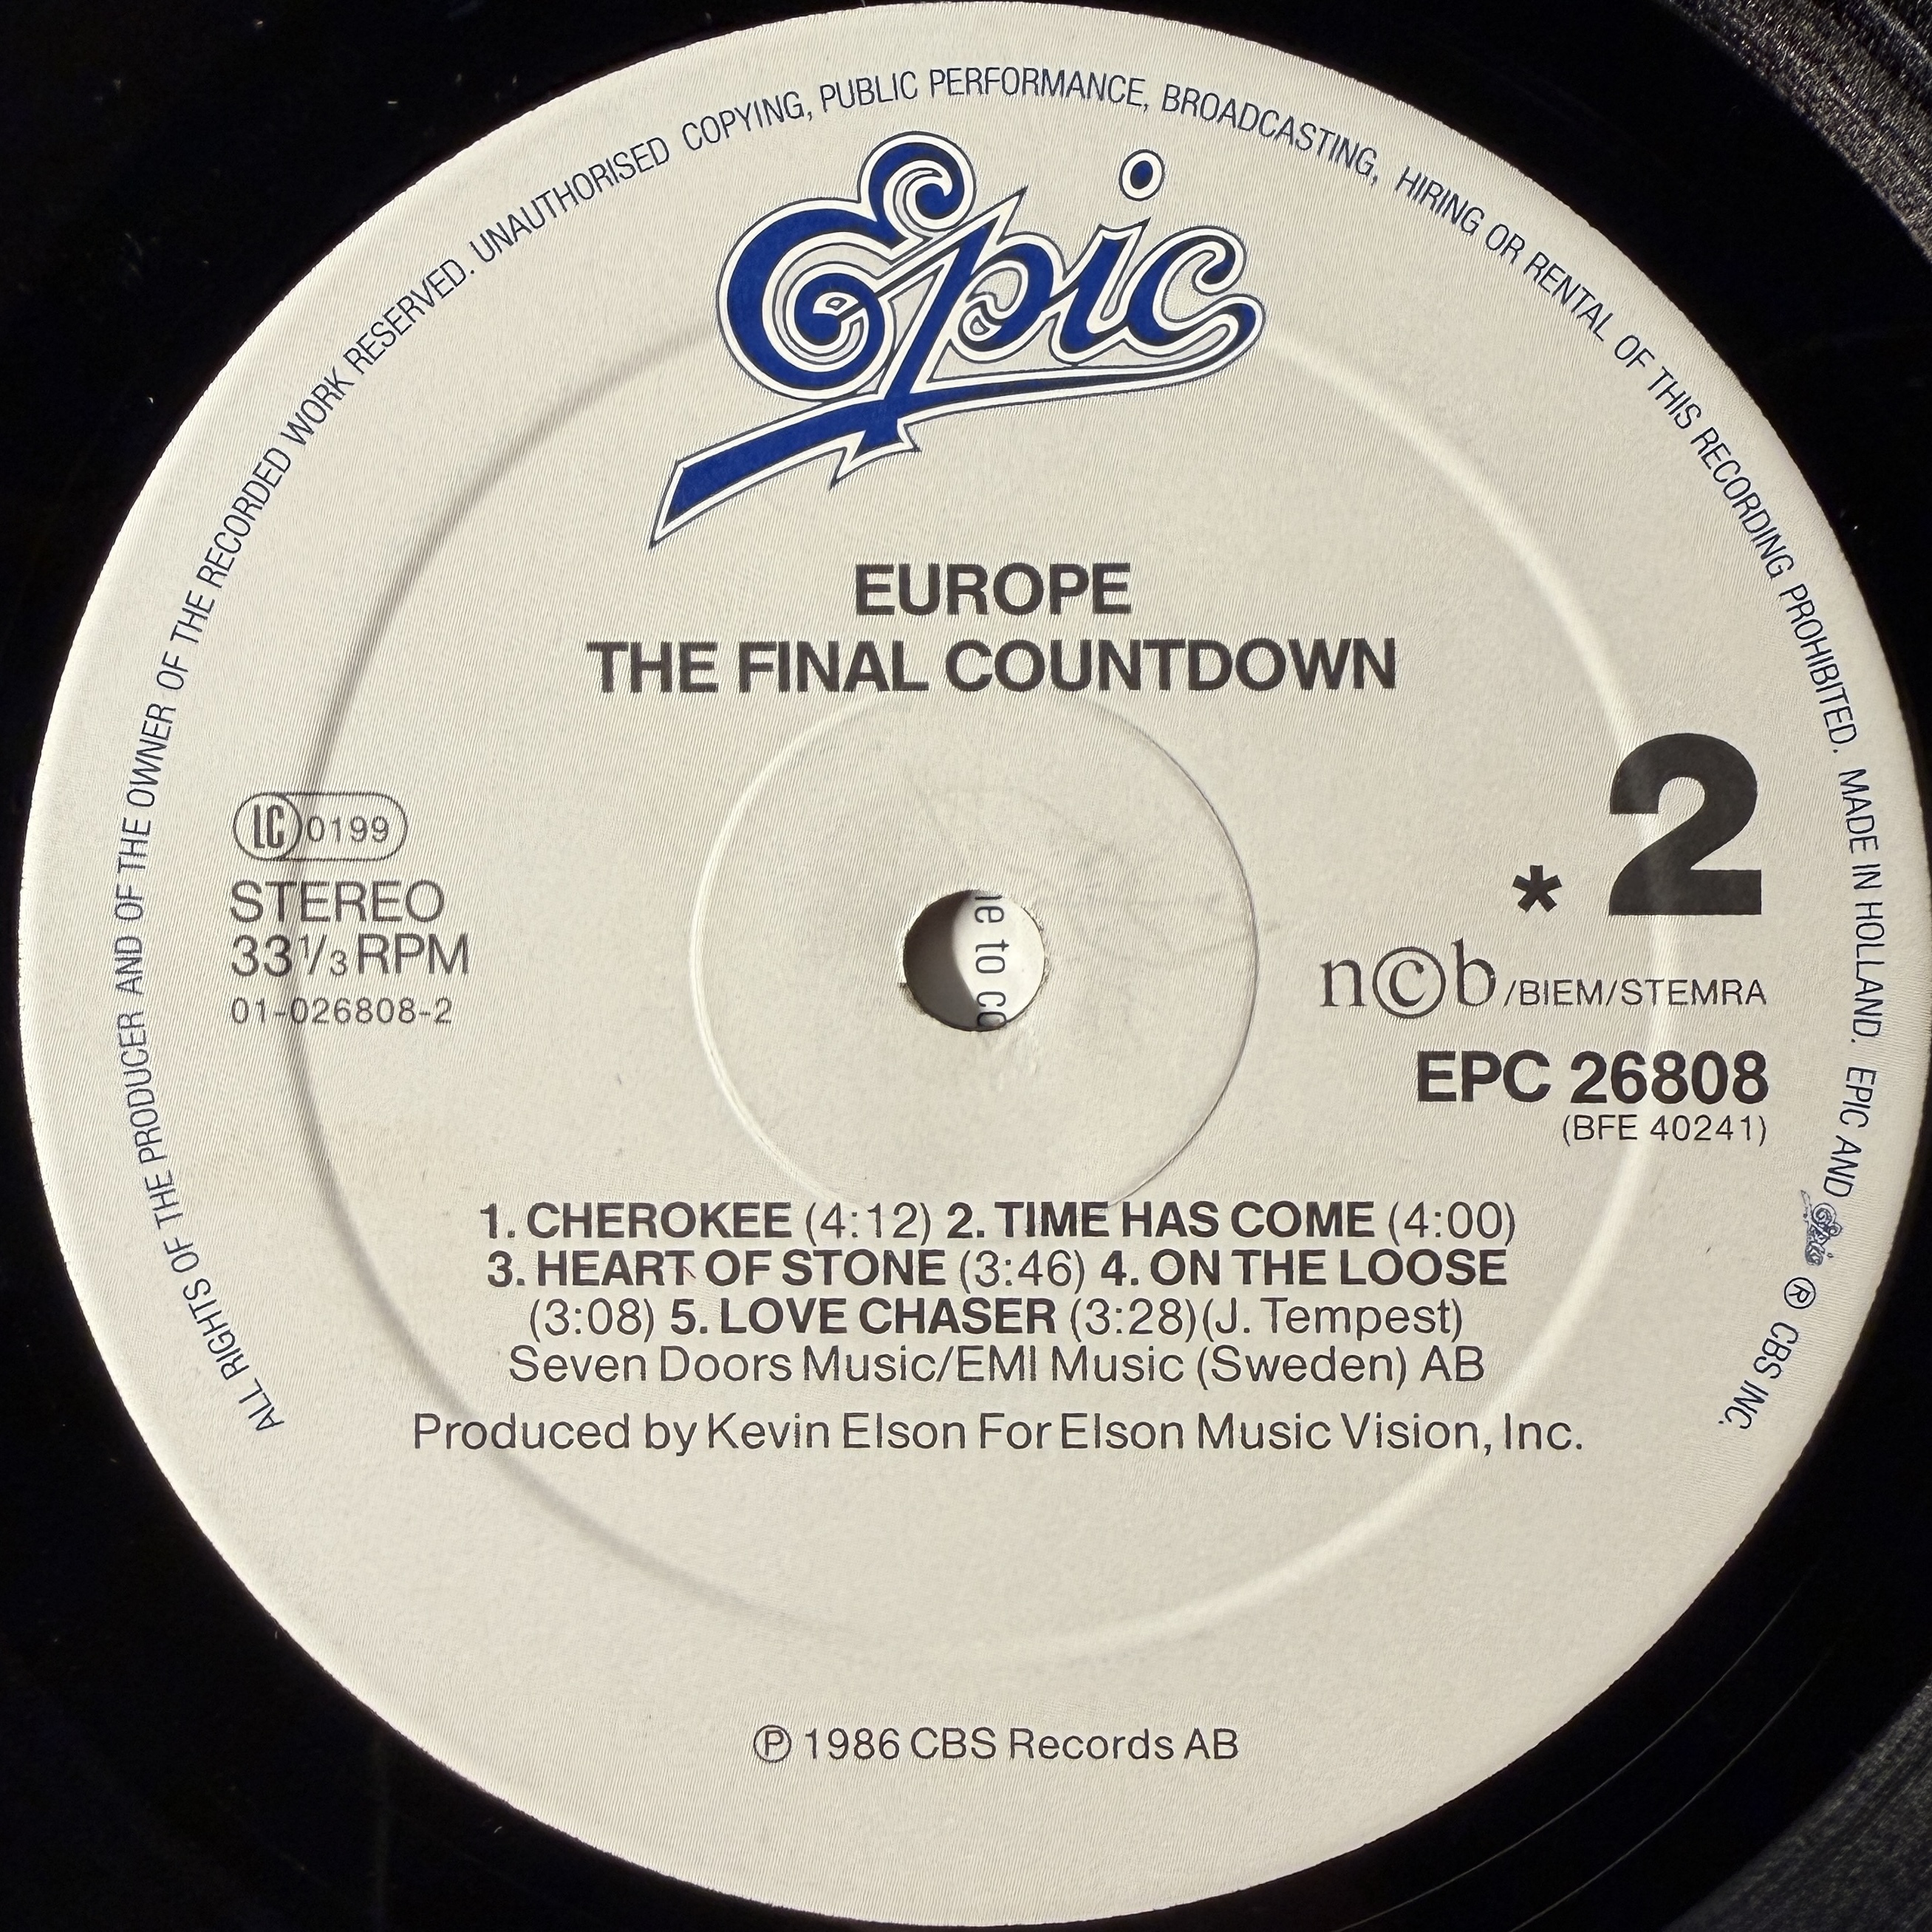 ALL RIGHTS OF THE PRODUCER AND OF THE OWNER OF THE RECORDED WORK RESERVED. UNAUTHORISED COPYING, PUBLIC PERFORMANCE, BROADCASTING, HIRING OR RENTAL OF THIS RECORDING PROHIBITED. MADE IN HOLLAND. EPIC AND Epic ® CBS INC.
Epic
EUROPE
THE FINAL COUNTDOWN
LC 0199
STEREO
33 1/3 RPM
01-026808-2
* 2
n©b/BIEM/STEMRA
EPC 26808
(BFE 40241)
to
1. CHEROKEE (4:12) 2. TIME HAS COME (4:00)
3. HEART OF STONE (3:46) 4. ON THE LOOSE
(3:08) 5. LOVE CHASER (3:28) (J. Tempest)
Seven Doors Music/EMI Music (Sweden) AB
Produced by Kevin Elson For Elson Music Vision, Inc.
℗ 1986 CBS Records AB